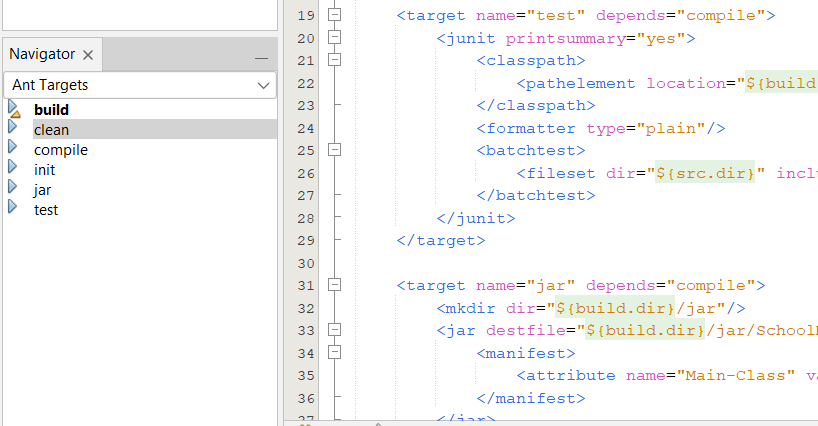 Navigator
Ant Targets
build
clean
compile
init
jar
test
19 <target name="test" depends="compile">
20 <junit printsummary="yes">
21 <classpath>
22 <pathelement location="${build
23 </classpath>
24 <formatter type="plain"/>
25 <batchtest>
26 <fileset dir="${src.dir}" incl
27 </batchtest>
28 </junit>
29 </target>
30
31 <target name="jar" depends="compile">
32 <mkdir dir="${build.dir}/jar"/>
33 <jar destfile="${build.dir}/jar/School
34 <manifest>
35 <attribute name="Main-Class" v
36 </manifest>
37 </jar>